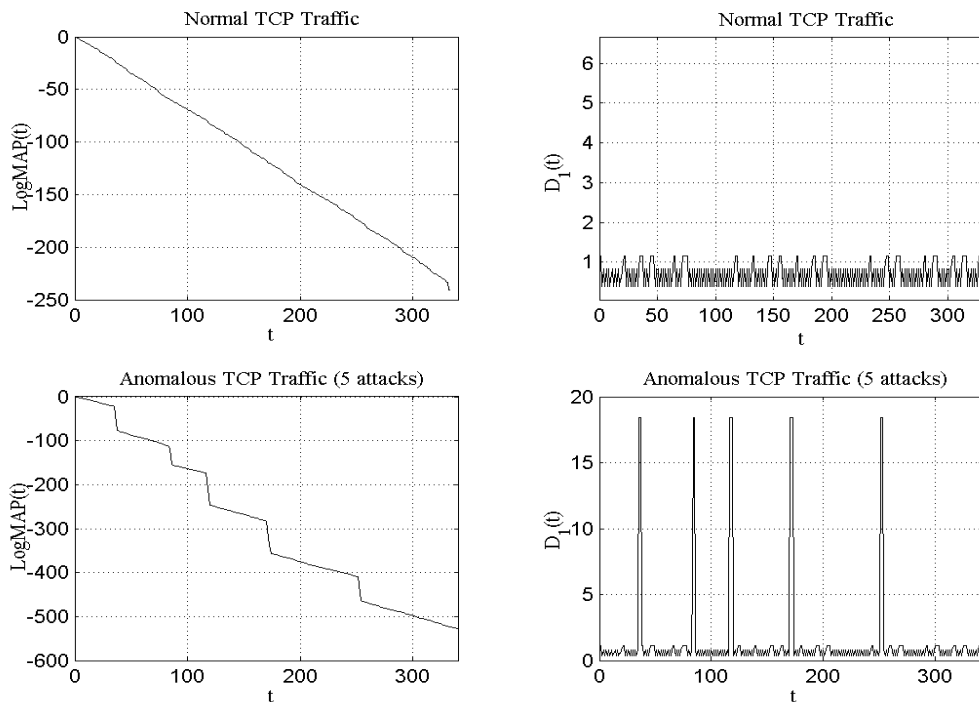 Normal TCP Traffic
0
-50
-100
-150
-200
-250
LogMAP(t)
0 100 200 300
t
Normal TCP Traffic
6
5
4
3
2
1
D_1(t)
0 50 100 150 200 250 300
t
Anomalous TCP Traffic (5 attacks)
0
-100
-200
-300
-400
-500
-600
LogMAP(t)
0 100 200 300
t
Anomalous TCP Traffic (5 attacks)
20
15
10
5
0
D_1(t)
0 100 200 300
t